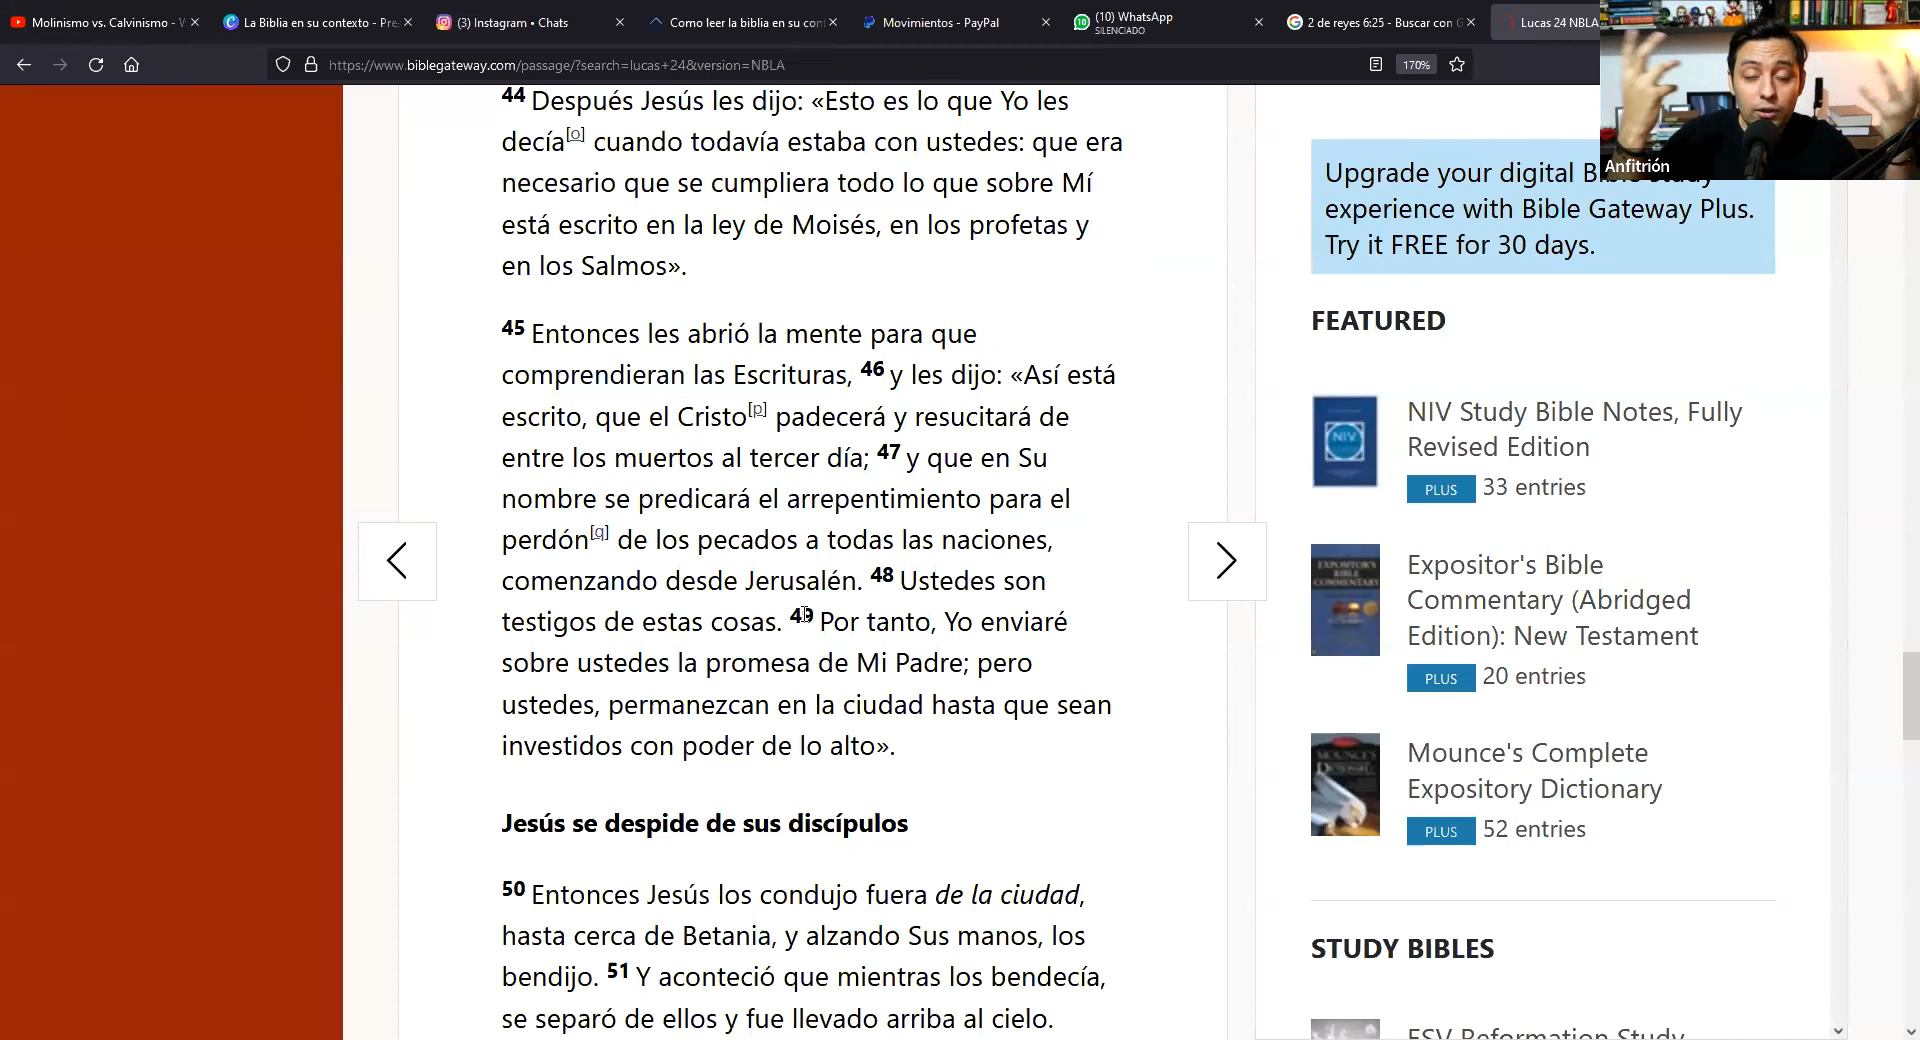 Molinismo vs. Calvinismo -
La Biblia en su contexto - Pre
(3) Instagram • Chats
Como leer la biblia en su cont
Movimientos - PayPal
(10) WhatsApp
SILENCIADO
2 de reyes 6:25 - Buscar con G
Lucas 24 NBLA
https://www.biblegateway.com/passage/?search=lucas+24&version=NBLA
170%
Anfitrión
44 Después Jesús les dijo: «Esto es lo que Yo les
decía[o] cuando todavía estaba con ustedes: que era
necesario que se cumpliera todo lo que sobre Mí
está escrito en la ley de Moisés, en los profetas y
en los Salmos».
45 Entonces les abrió la mente para que
comprendieran las Escrituras, 46 y les dijo: «Así está
escrito, que el Cristo[p] padecerá y resucitará de
entre los muertos al tercer día; 47 y que en Su
nombre se predicará el arrepentimiento para el
perdón[q] de los pecados a todas las naciones,
comenzando desde Jerusalén. 48 Ustedes son
testigos de estas cosas. 49 Por tanto, Yo enviaré
sobre ustedes la promesa de Mi Padre; pero
ustedes, permanezcan en la ciudad hasta que sean
investidos con poder de lo alto».
Jesús se despide de sus discípulos
50 Entonces Jesús los condujo fuera de la ciudad,
hasta cerca de Betania, y alzando Sus manos, los
bendijo. 51 Y aconteció que mientras los bendecía,
se separó de ellos y fue llevado arriba al cielo.
Upgrade your digital Bible study
experience with Bible Gateway Plus.
Try it FREE for 30 days.
FEATURED
NIV
NIV Study Bible Notes, Fully
Revised Edition
PLUS 33 entries
Expositor's Bible
Commentary (Abridged
Edition): New Testament
PLUS 20 entries
Mounce's Complete
Expository Dictionary
PLUS 52 entries
STUDY BIBLES
ESV Reformation Study